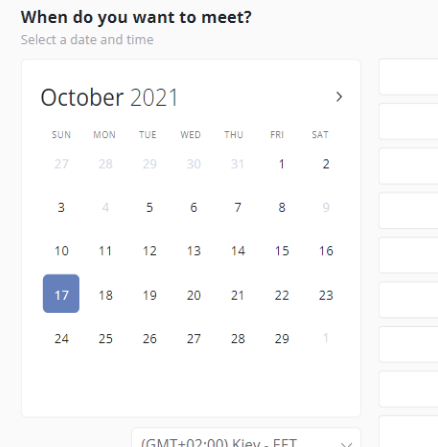 When do you want to meet?
Select a date and time
October 2021
SUN MON TUE WED THU FRI SAT
27 28 29 30 31 1 2
3 4 5 6 7 8 9
10 11 12 13 14 15 16
17 18 19 20 21 22 23
24 25 26 27 28 29 1
(GMT+02:00) Kiev - EET